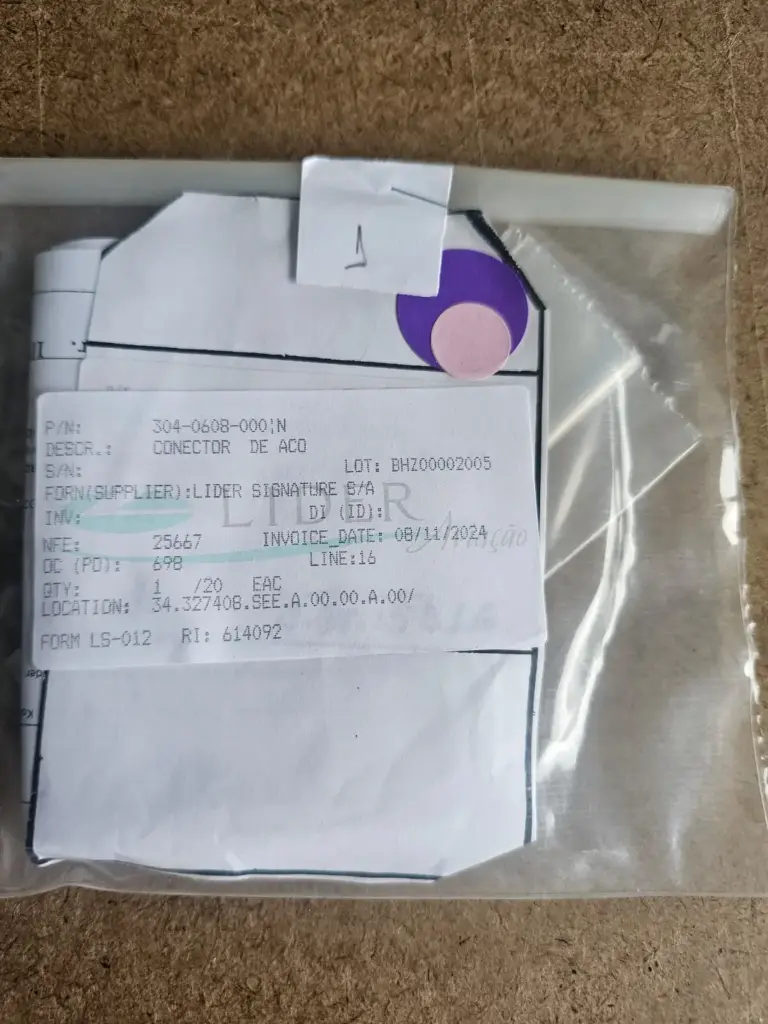 1
P/N: 304-0608-000¦N
DESCR.: CONECTOR DE ACO
S/N: LOT: BHZ00002005
FORN(SUPPLIER):LIDER SIGNATURE S/A
LIDER
INV: DI (ID):
Aviação
NFE: 25667 INVOICE_DATE: 08/11/2024
OC (PO): 698 LINE:16
QTY: 1 /20 EAC
LOCATION: 34.327408.SEE.A.00.00.A.00/
FORM LS-012 RI: 614092